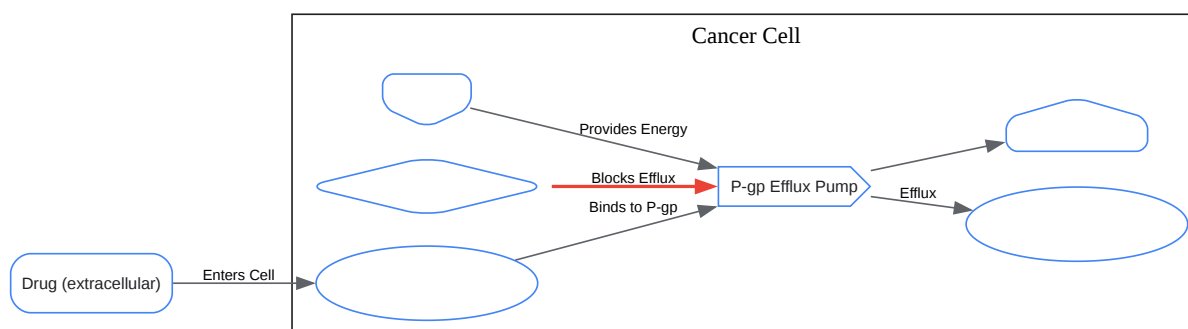 Cancer Cell
Provides Energy
Blocks Efflux
P-gp Efflux Pump
Efflux
Binds to P-gp
Drug (extracellular)
Enters Cell